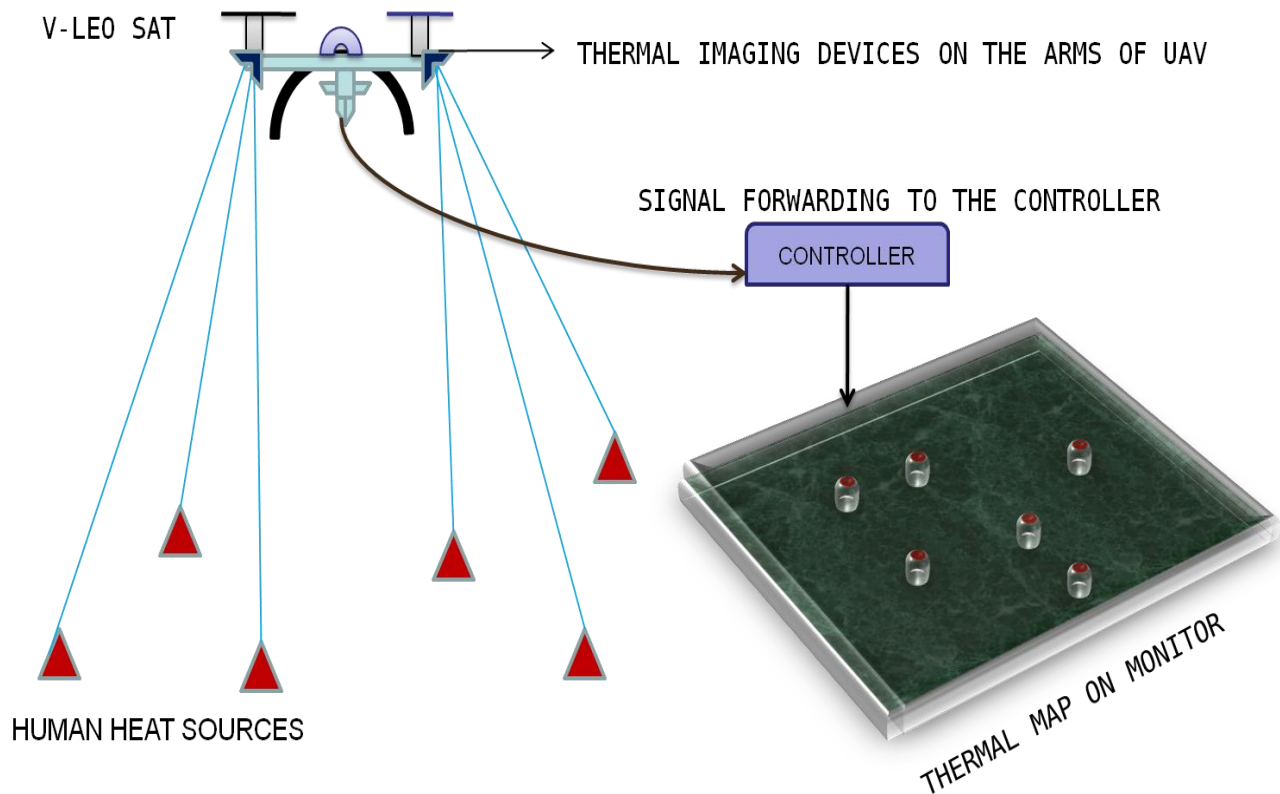 V-LEO SAT
THERMAL IMAGING DEVICES ON THE ARMS OF UAV
SIGNAL FORWARDING TO THE CONTROLLER
CONTROLLER
HUMAN HEAT SOURCES
THERMAL MAP ON MONITOR